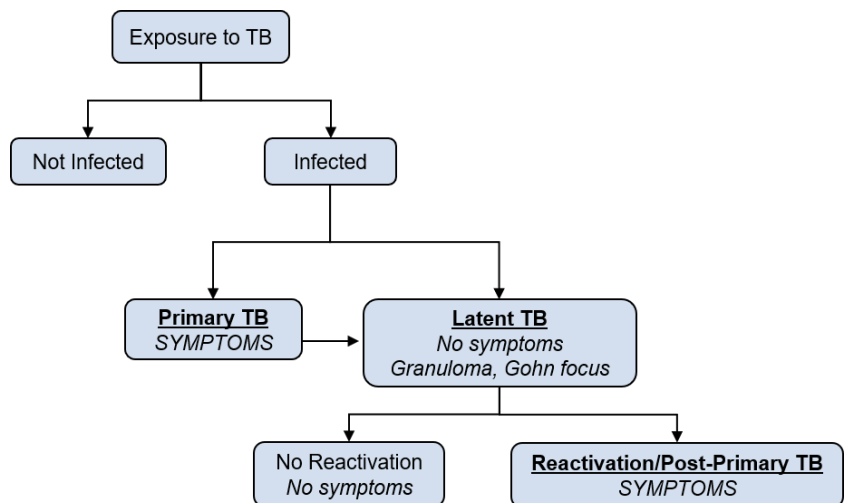 Exposure to TB
Not Infected
Infected
Primary TB
SYMPTOMS
Latent TB
No symptoms
Granuloma, Gohn focus
No Reactivation
No symptoms
Reactivation/Post-Primary TB
SYMPTOMS